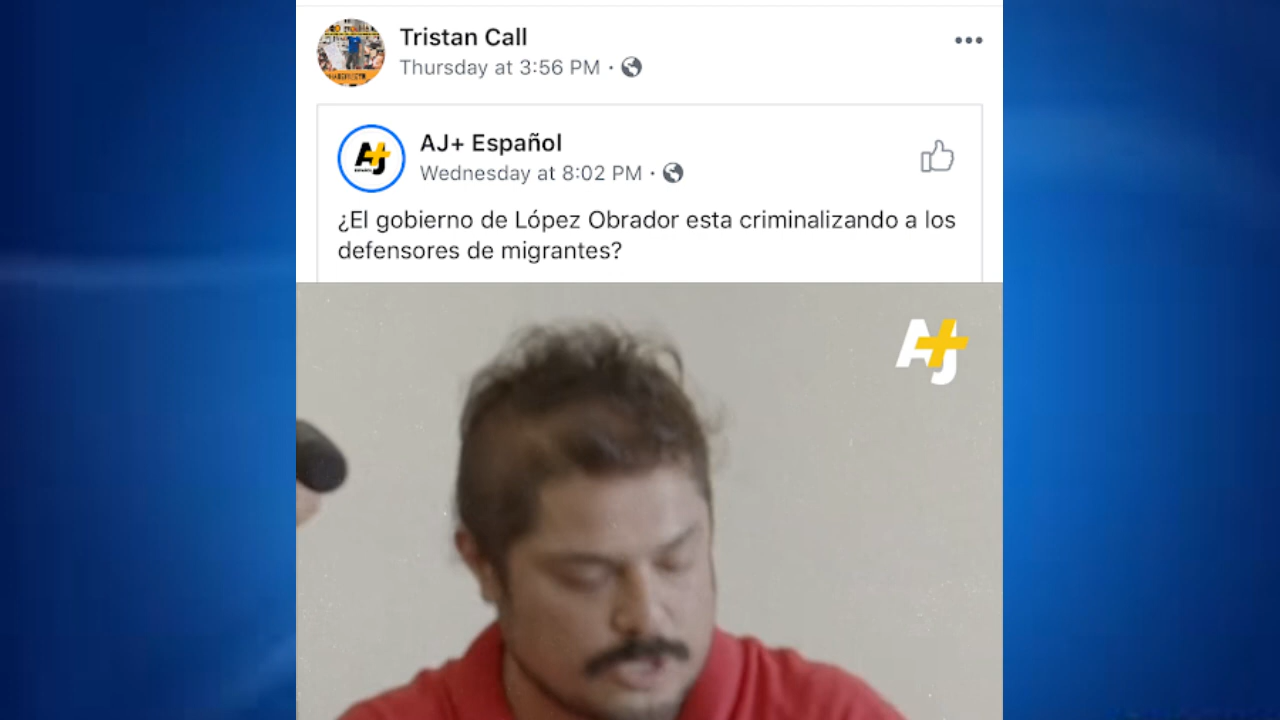 Tristan Call
Thursday at 3:56 PM ·
AJ+ Español
Wednesday at 8:02 PM ·
¿El gobierno de López Obrador esta criminalizando a los
defensores de migrantes?
AJ+